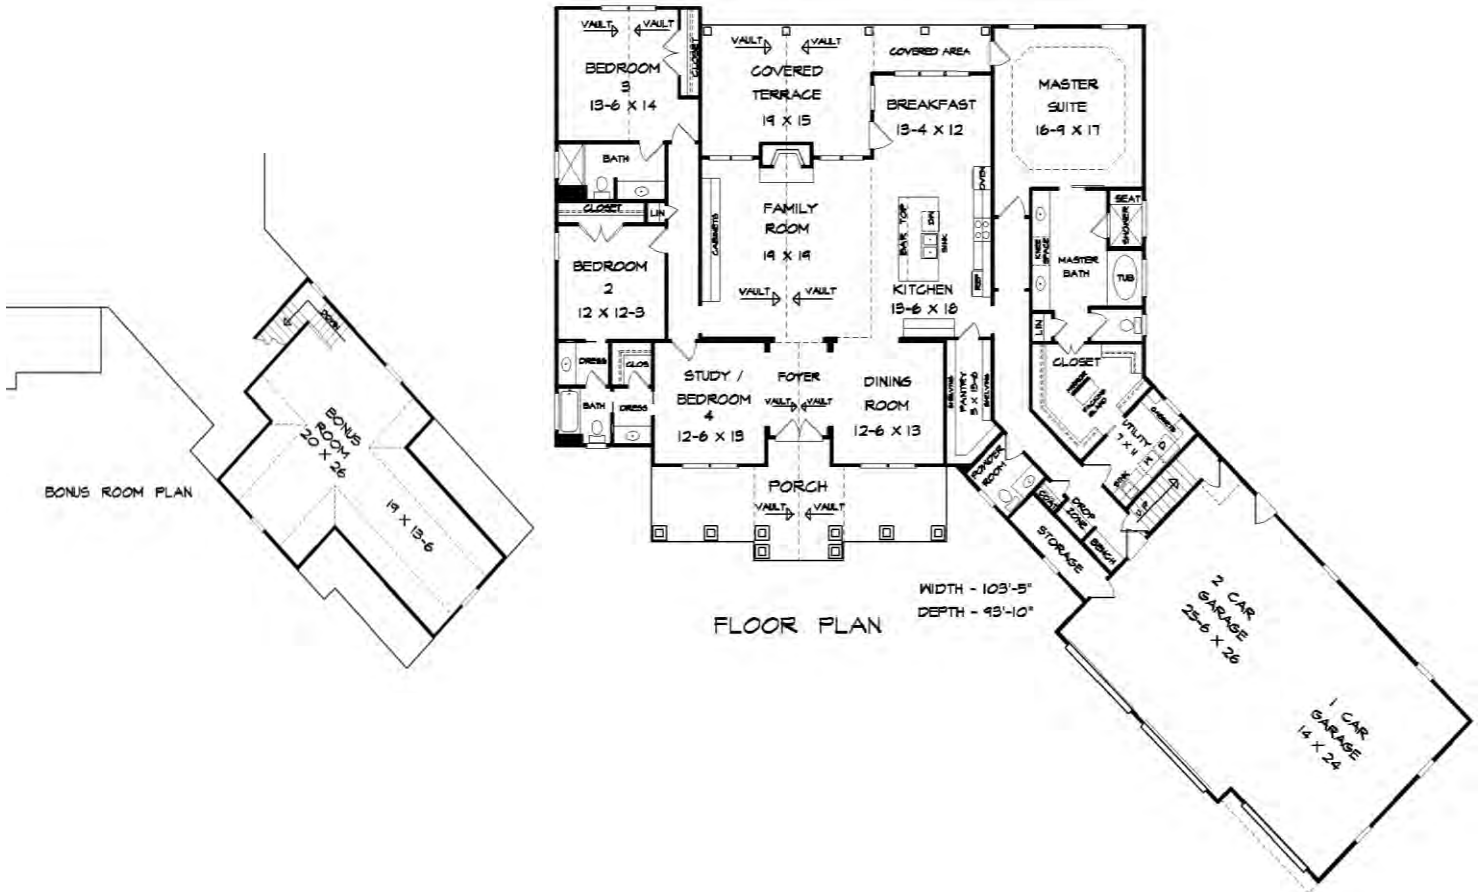 BONUS
ROOM
20 X 26
19 X 13-6
DOWN
BONUS ROOM PLAN
VAULT
VAULT
BEDROOM
3
13-6 X 14
CLOSET
BATH
CLOSET
LIN
BEDROOM
2
12 X 12-3
DRESS
CLOS
BATH
DRESS
VAULT
VAULT
COVERED
TERRACE
19 X 15
COVERED AREA
BREAKFAST
13-4 X 12
MASTER
SUITE
16-9 X 17
CABINETS
FAMILY
ROOM
19 X 19
VAULT
VAULT
OVEN
BAR TOP
DW
SINK
REF
KITCHEN
13-6 X 18
SEAT
SHOWER
KNEE
SPACE
MASTER
BATH
TUB
LIN
CLOSET
ISLAND
STUDY /
BEDROOM
4
12-6 X 13
FOYER
VAULT
VAULT
DINING
ROOM
12-6 X 13
SHELVING
PANTRY
SHELVING
UTILITY
7 X 11
CABINETS
D
W
SINK
UP
POWDER
ROOM
COAT
DROP
ZONE
BENCH
STORAGE
PORCH
VAULT
VAULT
2 CAR
GARAGE
25-6 X 26
1 CAR
GARAGE
14 X 24
WIDTH - 103'-5"
DEPTH - 93'-10"
FLOOR PLAN